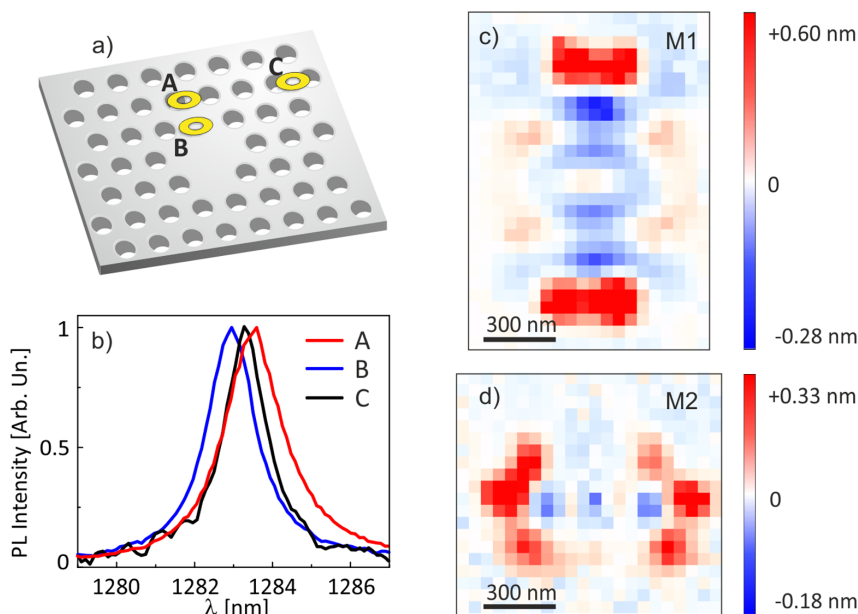 a)
A
C
B
b)
A
B
C
PL Intensity [Arb. Un.]
1
0.5
0
1280
1282
1284
1286
λ [nm]
c)
M1
300 nm
+0.60 nm
0
-0.28 nm
d)
M2
300 nm
+0.33 nm
0
-0.18 nm